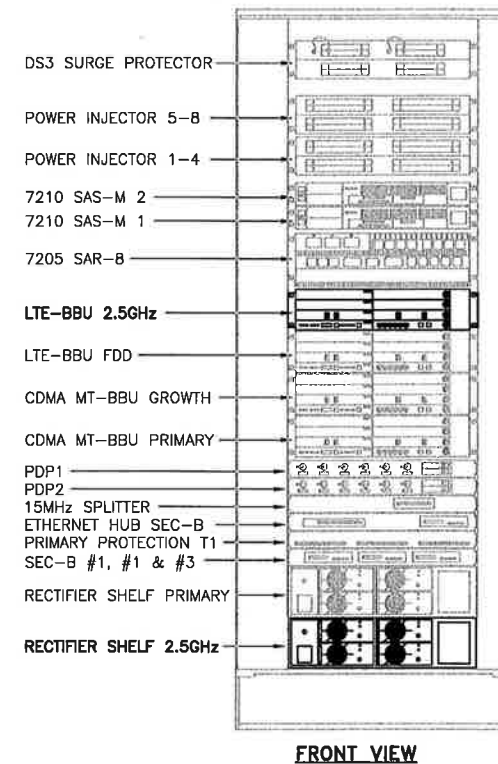 DS3 SURGE PROTECTOR
POWER INJECTOR 5-8
POWER INJECTOR 1-4
7210 SAS-M 2
7210 SAS-M 1
7205 SAR-8
LTE-BBU 2.5GHz
LTE-BBU FDD
CDMA MT-BBU GROWTH
CDMA MT-BBU PRIMARY
PDP1
PDP2
15MHz SPLITTER
ETHERNET HUB SEC-B
PRIMARY PROTECTION T1
SEC-B #1, #1 & #3
RECTIFIER SHELF PRIMARY
RECTIFIER SHELF 2.5GHz
FRONT VIEW